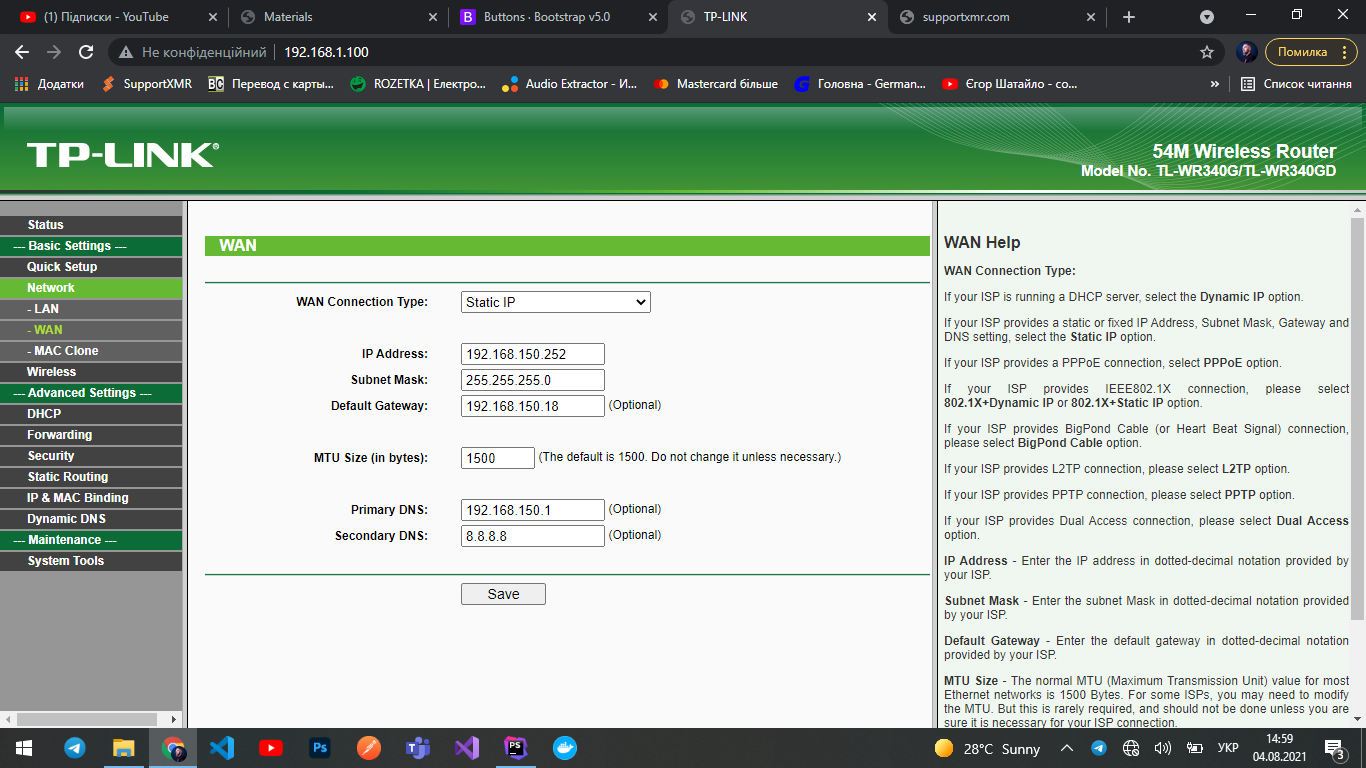 (1) Підписки - YouTube
Materials
Buttons · Bootstrap v5.0
TP-LINK
supportxmr.com
Не конфіденційний
192.168.1.100
Помилка
Додатки
SupportXMR
Перевод с карты...
ROZETKA | Електро...
Audio Extractor - И...
Mastercard більше
Головна - German...
Єгор Шатайло - со...
»
Список читання
TP-LINK®
54M Wireless Router
Model No. TL-WR340G/TL-WR340GD
Status
--- Basic Settings ---
Quick Setup
Network
- LAN
- WAN
- MAC Clone
Wireless
--- Advanced Settings ---
DHCP
Forwarding
Security
Static Routing
IP & MAC Binding
Dynamic DNS
--- Maintenance ---
System Tools
WAN
WAN Connection Type: Static IP
IP Address: 192.168.150.252
Subnet Mask: 255.255.255.0
Default Gateway: 192.168.150.18 (Optional)
MTU Size (in bytes): 1500 (The default is 1500. Do not change it unless necessary.)
Primary DNS: 192.168.150.1 (Optional)
Secondary DNS: 8.8.8.8 (Optional)
Save
WAN Help
WAN Connection Type:
If your ISP is running a DHCP server, select the Dynamic IP option.
If your ISP provides a static or fixed IP Address, Subnet Mask, Gateway and
DNS setting, select the Static IP option.
If your ISP provides a PPPoE connection, select PPPoE option.
If your ISP provides IEEE802.1X connection, please select
802.1X+Dynamic IP or 802.1X+Static IP option.
If your ISP provides BigPond Cable (or Heart Beat Signal) connection,
please select BigPond Cable option.
If your ISP provides L2TP connection, please select L2TP option.
If your ISP provides PPTP connection, please select PPTP option.
If your ISP provides Dual Access connection, please select Dual Access
option.
IP Address - Enter the IP address in dotted-decimal notation provided by
your ISP.
Subnet Mask - Enter the subnet Mask in dotted-decimal notation provided
by your ISP.
Default Gateway - Enter the default gateway in dotted-decimal notation
provided by your ISP.
MTU Size - The normal MTU (Maximum Transmission Unit) value for most
Ethernet networks is 1500 Bytes. For some ISPs, you may need to modify
the MTU. But this is rarely required, and should not be done unless you are
sure it is necessary for your ISP connection.
Ps
PS
28°C Sunny
УКР
14:59
04.08.2021
3